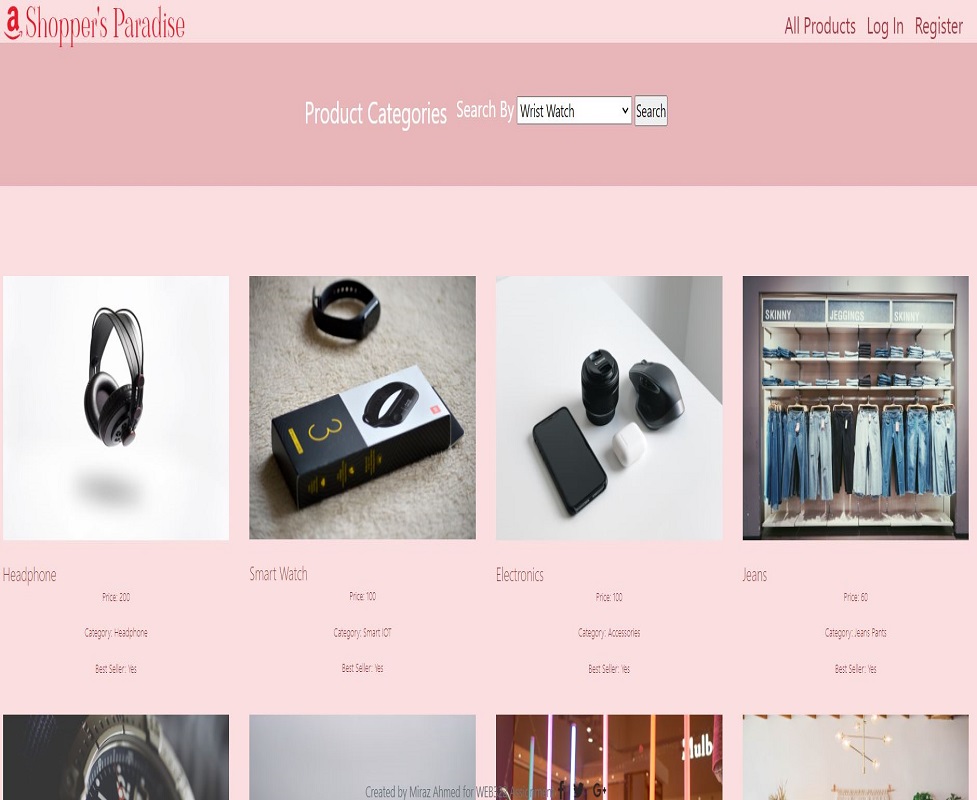 Shopper's Paradise
All Products Log In Register
Product Categories Search By Wrist Watch Search
SKINNY JEGGINGS SKINNY
3
Headphone Smart Watch Electronics Jeans
Price: 200 Price: 100 Price: 100 Price: 60
Category: Headphone Category: Smart IOT Category: Accessories Category: Jeans Pants
Best Seller: Yes Best Seller: Yes Best Seller: Yes Best Seller: Yes
Created by Miraz Ahmed for